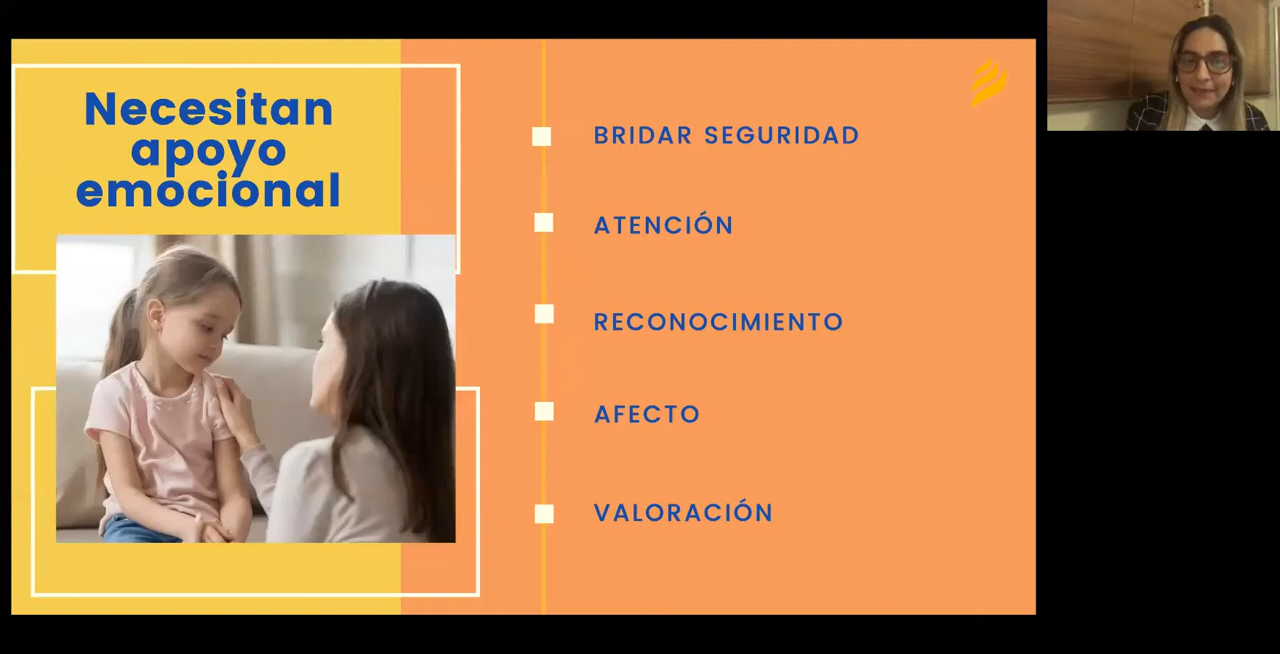 Necesitan
apoyo
emocional
BRIDAR SEGURIDAD
ATENCIÓN
RECONOCIMIENTO
AFECTO
VALORACIÓN